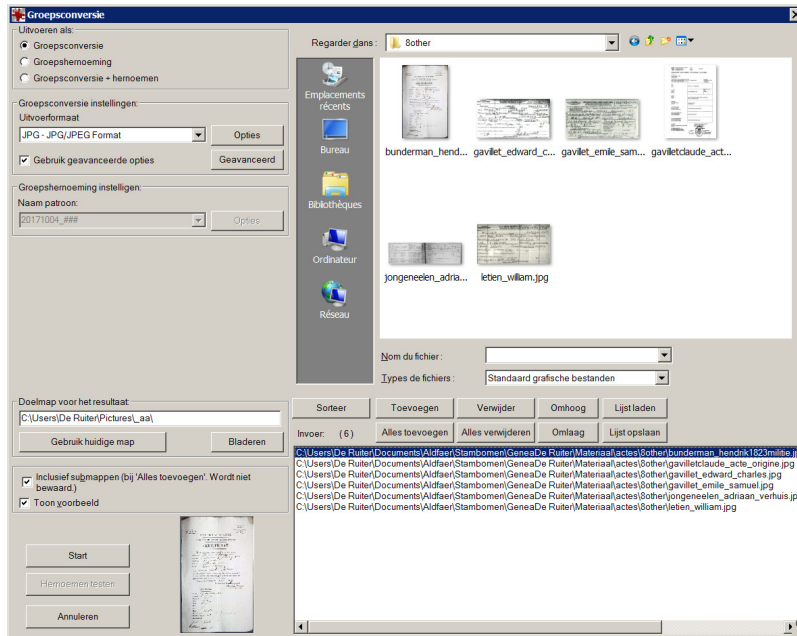 Groepsconversie
Uitvoeren als:
Groepsconversie
Groepshernoeming
Groepsconversie + hernoemen
Groepsconversie instellingen:
Uitvoerformaat
JPG - JPG/JPEG Format
Opties
Gebruik geavanceerde opties
Geavanceerd
Groepshernoeming instelligen:
Naam patroon:
20171004_###
Opties
Regarder dans :
8other
Emplacements
récents
Bureau
Bibliothèques
Ordinateur
Réseau
bunderman_hend...
gavillet_edward_c...
gavillet_emile_sam...
gavilletclaude_act...
jongeneelen_adria...
letien_william.jpg
Nom du fichier :
Types de fichiers :
Standaard grafische bestanden
Doelmap voor het resultaat:
C:\Users\De Ruiter\Pictures\_aa\
Gebruik huidige map
Bladeren
Inclusief submappen (bij 'Alles toevoegen'. Wordt niet
bewaard.)
Toon voorbeeld
Start
Hernoemen testen
Annuleren
Sorteer
Toevoegen
Verwijder
Omhoog
Lijst laden
Invoer: (6)
Alles toevoegen
Alles verwijderen
Omlaag
Lijst opslaan
C:\Users\De Ruiter\Documents\Aldfaer\Stambomen\GeneaDe Ruiter\Materiaal\actes\8other\bunderman_hendrik1823militie.j
C:\Users\De Ruiter\Documents\Aldfaer\Stambomen\GeneaDe Ruiter\Materiaal\actes\8other\gavilletclaude_acte_origine.jpg
C:\Users\De Ruiter\Documents\Aldfaer\Stambomen\GeneaDe Ruiter\Materiaal\actes\8other\gavillet_edward_charles.jpg
C:\Users\De Ruiter\Documents\Aldfaer\Stambomen\GeneaDe Ruiter\Materiaal\actes\8other\gavillet_emile_samuel.jpg
C:\Users\De Ruiter\Documents\Aldfaer\Stambomen\GeneaDe Ruiter\Materiaal\actes\8other\jongeneelen_adriaan_verhuis.jp
C:\Users\De Ruiter\Documents\Aldfaer\Stambomen\GeneaDe Ruiter\Materiaal\actes\8other\letien_william.jpg